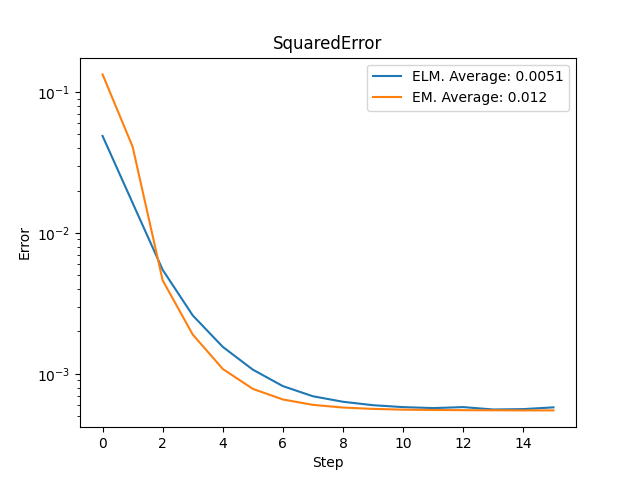 SquaredError
ELM. Average: 0.0051
EM. Average: 0.012
10⁻¹
10⁻²
10⁻³
Error
0 2 4 6 8 10 12 14
Step